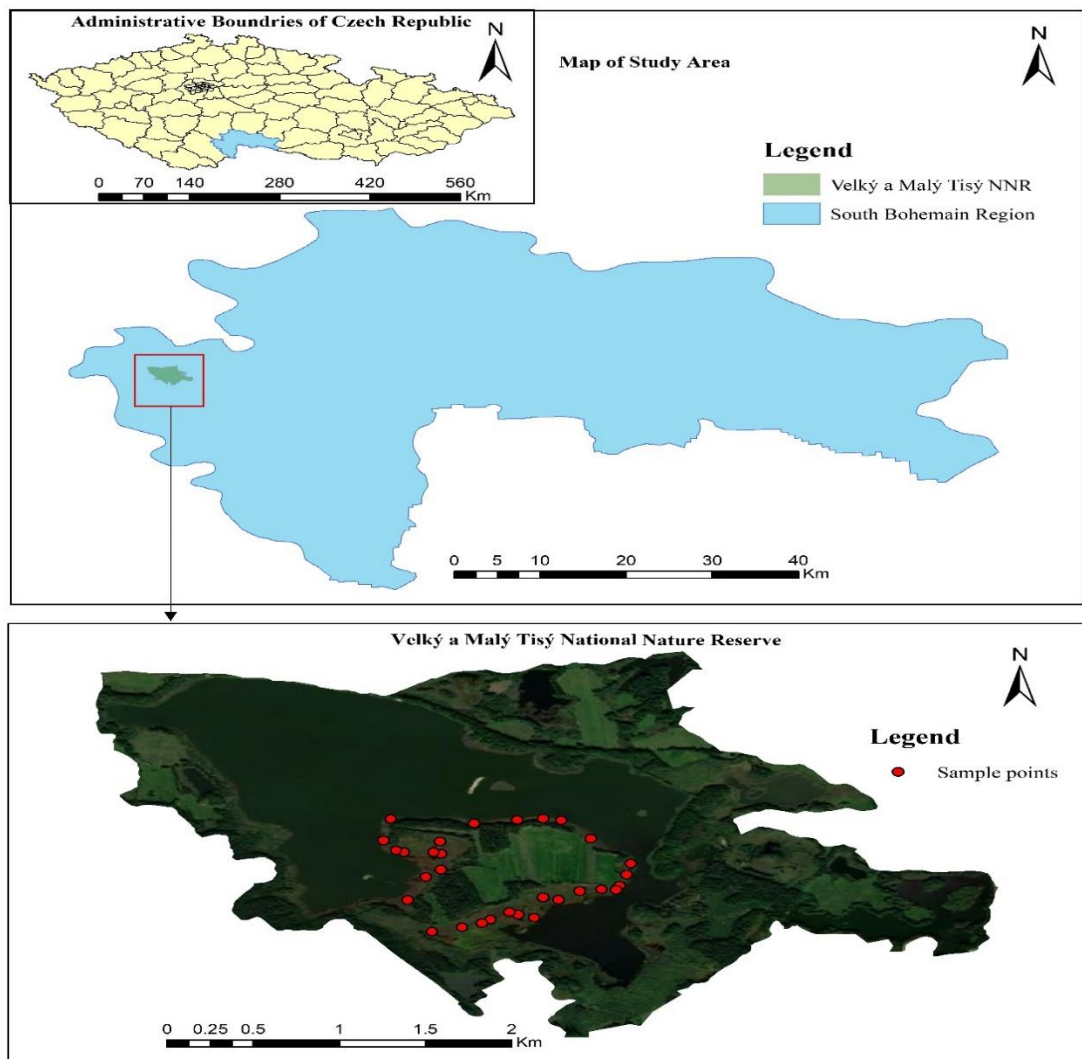 Administrative Boundries of Czech Republic
N
0 70 140 280 420 560
Km
Map of Study Area
N
Legend
Velký a Malý Tisý NNR
South Bohemain Region
0 5 10 20 30 40
Km
Velký a Malý Tisý National Nature Reserve
N
Legend
Sample points
0 0.25 0.5 1 1.5 2
Km